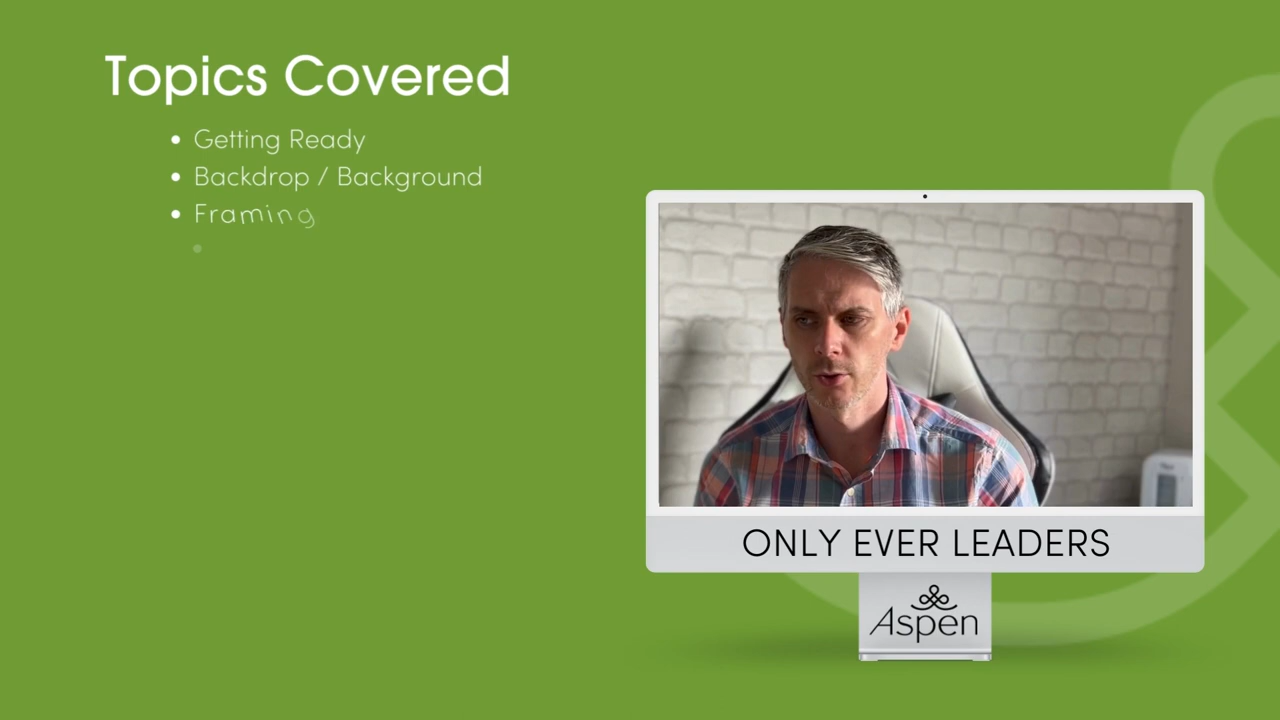 Topics Covered
• Getting Ready
• Backdrop / Background
• Framing
ONLY EVER LEADERS
Aspen